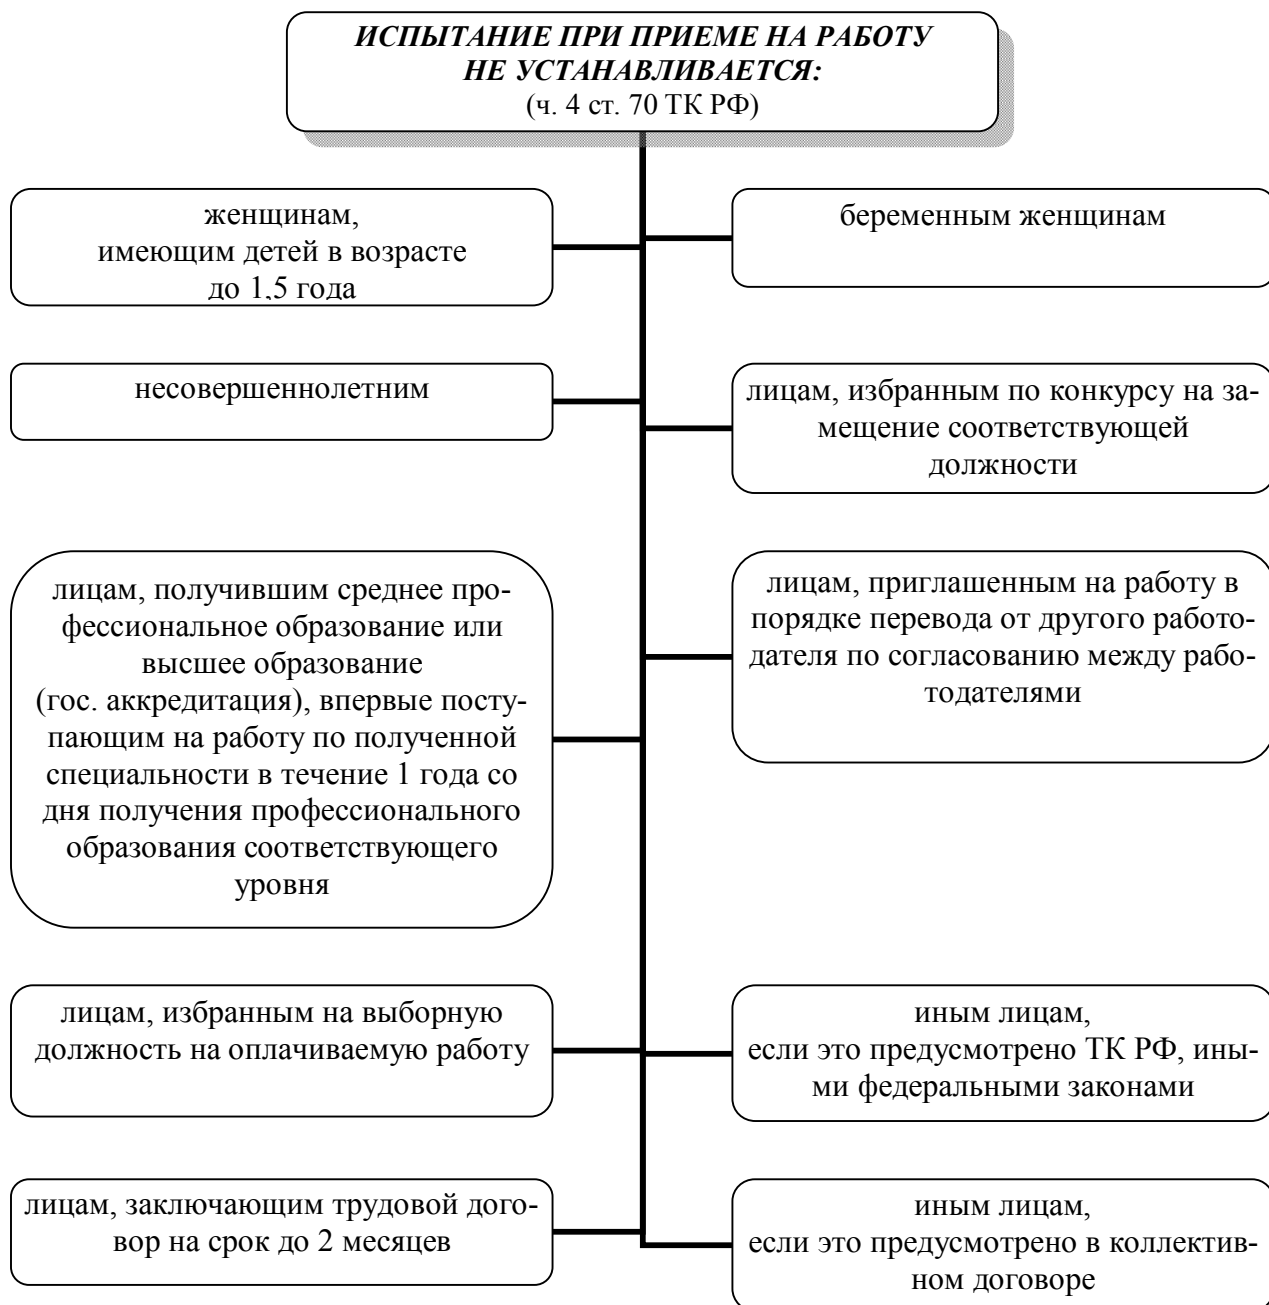 ИСПЫТАНИЕ ПРИ ПРИЕМЕ НА РАБОТУ
НЕ УСТАНАВЛИВАЕТСЯ:
(ч. 4 ст. 70 ТК РФ)
женщинам,
имеющим детей в возрасте
до 1,5 года
беременным женщинам
несовершеннолетним
лицам, избранным по конкурсу на за-
мещение соответствующей
должности
лицам, получившим среднее про-
фессиональное образование или
высшее образование
(гос. аккредитация), впервые посту-
пающим на работу по полученной
специальности в течение 1 года со
дня получения профессионального
образования соответствующего
уровня
лицам, приглашенным на работу в
порядке перевода от другого работо-
дателя по согласованию между рабо-
тодателями
лицам, избранным на выборную
должность на оплачиваемую работу
иным лицам,
если это предусмотрено ТК РФ, ины-
ми федеральными законами
лицам, заключающим трудовой дого-
вор на срок до 2 месяцев
иным лицам,
если это предусмотрено в коллектив-
ном договоре